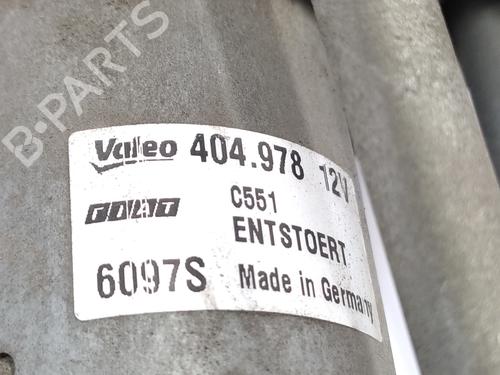 B-PARTS
Valeo 404.978 12V
FIAT C551
ENTSTOERT
6097S Made in Germany